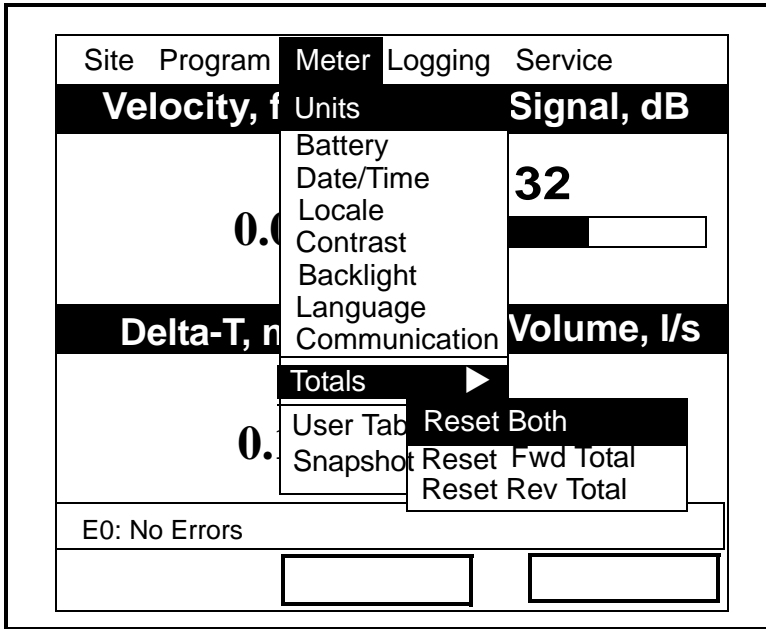 Site Program Meter Logging Service
Velocity, f Units Signal, dB
Battery
Date/Time
32
Locale
0.0
Contrast
Backlight
Language
Delta-T, Communication Volume, l/s
Totals
Reset Both
User Tab
0.
Snapshot Reset Fwd Total
Reset Rev Total
E0: No Errors